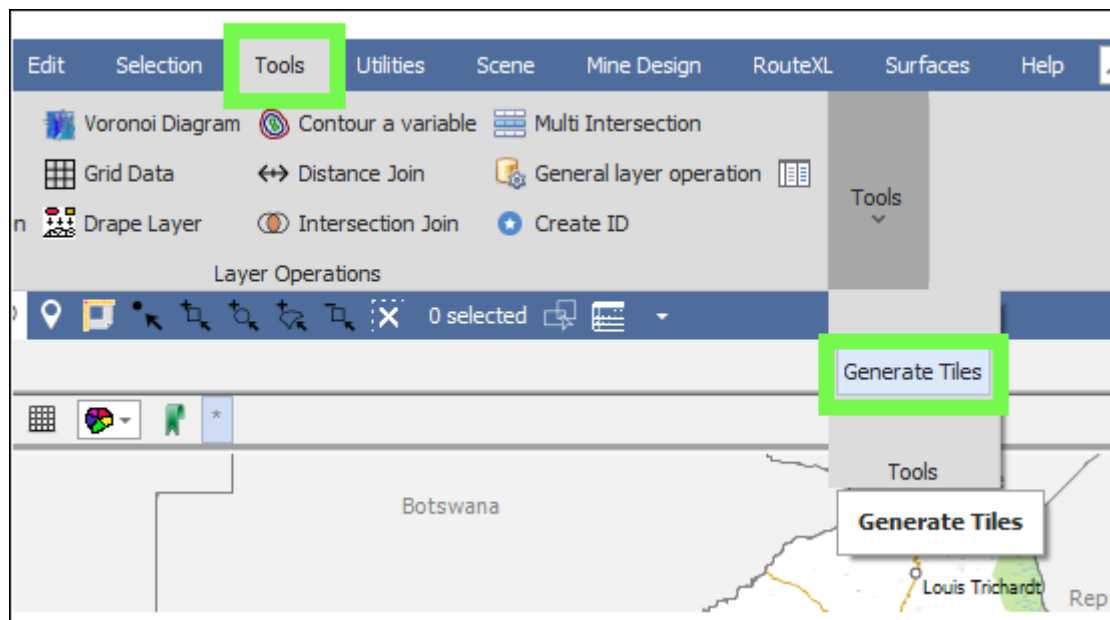 Edit Selection Tools Utilities Scene Mine Design RouteXL Surfaces Help
Voronoi Diagram Contour a variable Multi Intersection
Grid Data Distance Join General layer operation
n Drape Layer Intersection Join Create ID
Tools
Layer Operations
0 selected
Generate Tiles
*
Tools
Botswana
Generate Tiles
Louis Trichardt
Rep